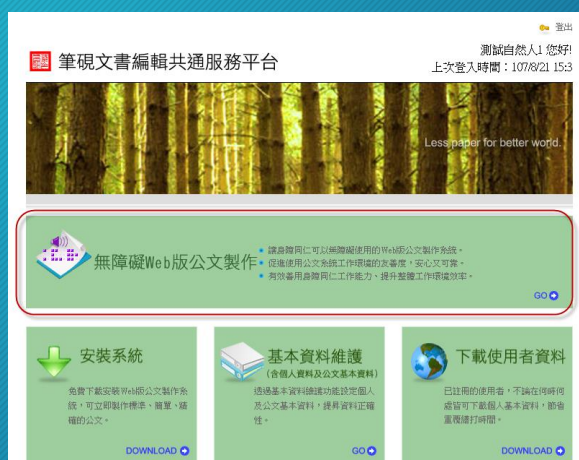 登出
筆硯文書編輯共通服務平台
測試自然人1 您好!
上次登入時間：107/8/21 15:3
Less paper for better world.
無障礙Web版公文製作
讓身障同仁可以無障礙使用的Web版公文製作系統。
促進使用公文系統工作環境的友善度，安心又可靠。
有效善用身障同仁工作能力、提升整體工作環境效率。
GO
安裝系統
免費下載安裝Web版公文製作系
統，可立即製作標準、簡單、精
確的公文。
DOWNLOAD
基本資料維護
(含個人資料及公文基本資料)
透過基本資料維護功能設定個人
及公文基本資料，提昇資料正確
性。
GO
下載使用者資料
已註冊的使用者，不論在何時何
處皆可下載個人基本資料，節省
重覆繕打時間。
DOWNLOAD